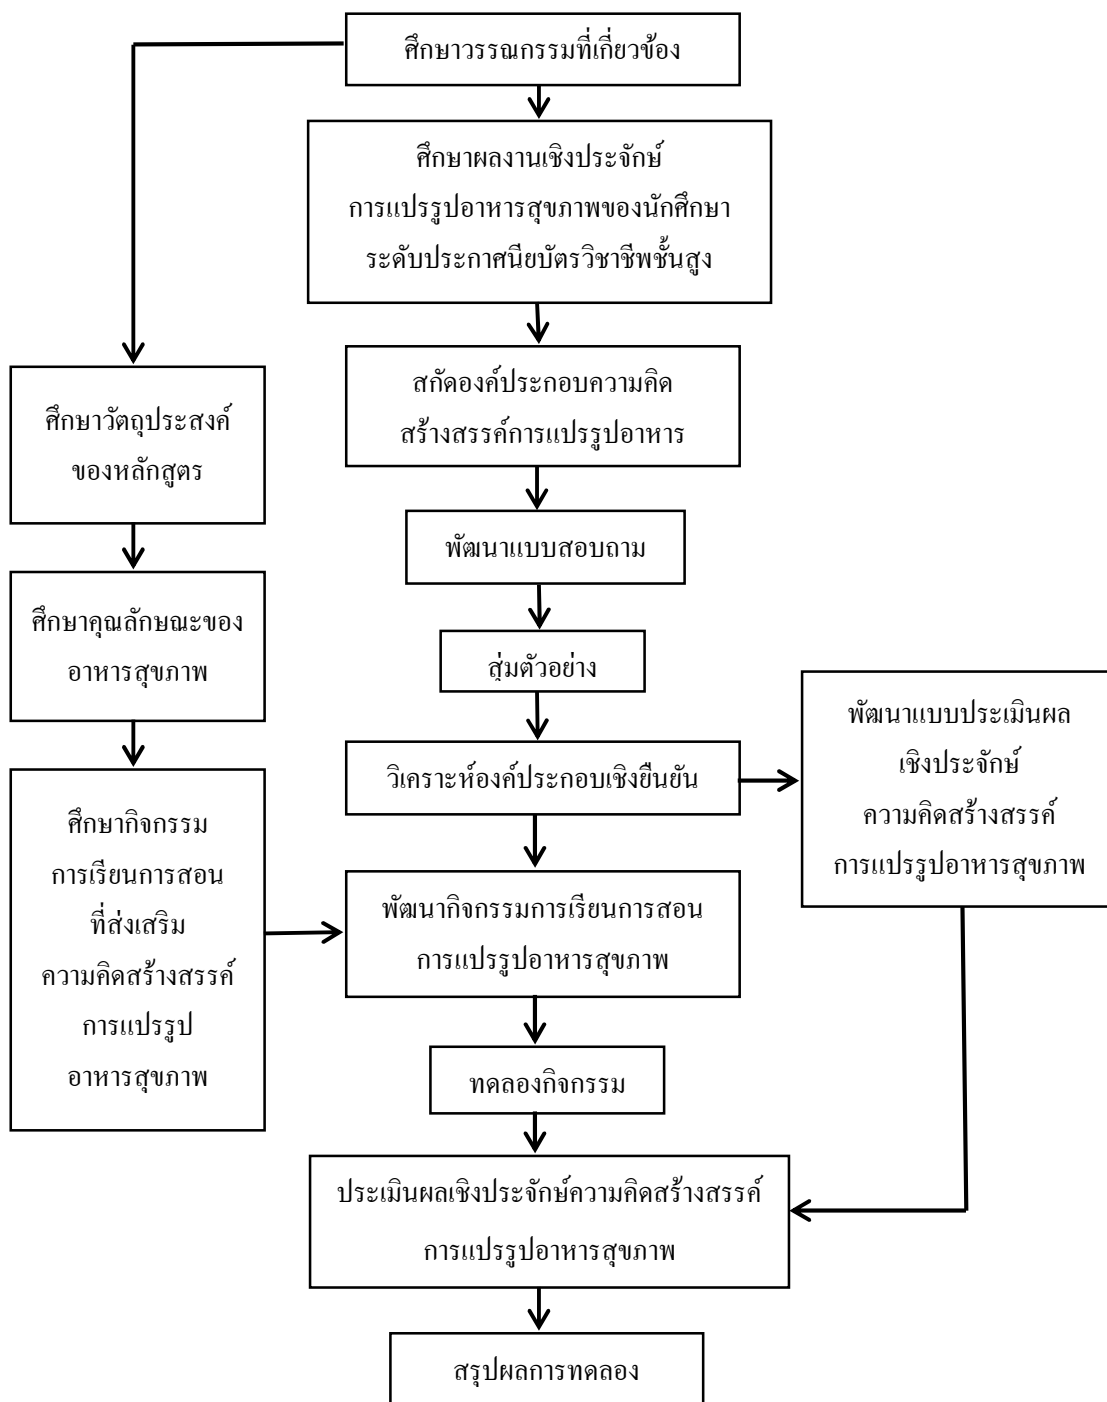 ศึกษาวรรณกรรมที่เกี่ยวข้อง
ศึกษาผลงานเชิงประจักษ์
การแปรรูปอาหารสุขภาพของนักศึกษา
ระดับประกาศนียบัตรวิชาชีพชั้นสูง
สกัดองค์ประกอบความคิด
สร้างสรรค์การแปรรูปอาหาร
ศึกษาวัตถุประสงค์
ของหลักสูตร
พัฒนาแบบสอบถาม
ศึกษาคุณลักษณะของ
อาหารสุขภาพ
สุ่มตัวอย่าง
วิเคราะห์องค์ประกอบเชิงยืนยัน
พัฒนาแบบประเมินผล
เชิงประจักษ์
ความคิดสร้างสรรค์
การแปรรูปอาหารสุขภาพ
ศึกษากิจกรรม
การเรียนการสอน
ที่ส่งเสริม
ความคิดสร้างสรรค์
การแปรรูป
อาหารสุขภาพ
พัฒนากิจกรรมการเรียนการสอน
การแปรรูปอาหารสุขภาพ
ทดลองกิจกรรม
ประเมินผลเชิงประจักษ์ความคิดสร้างสรรค์
การแปรรูปอาหารสุขภาพ
สรุปผลการทดลอง